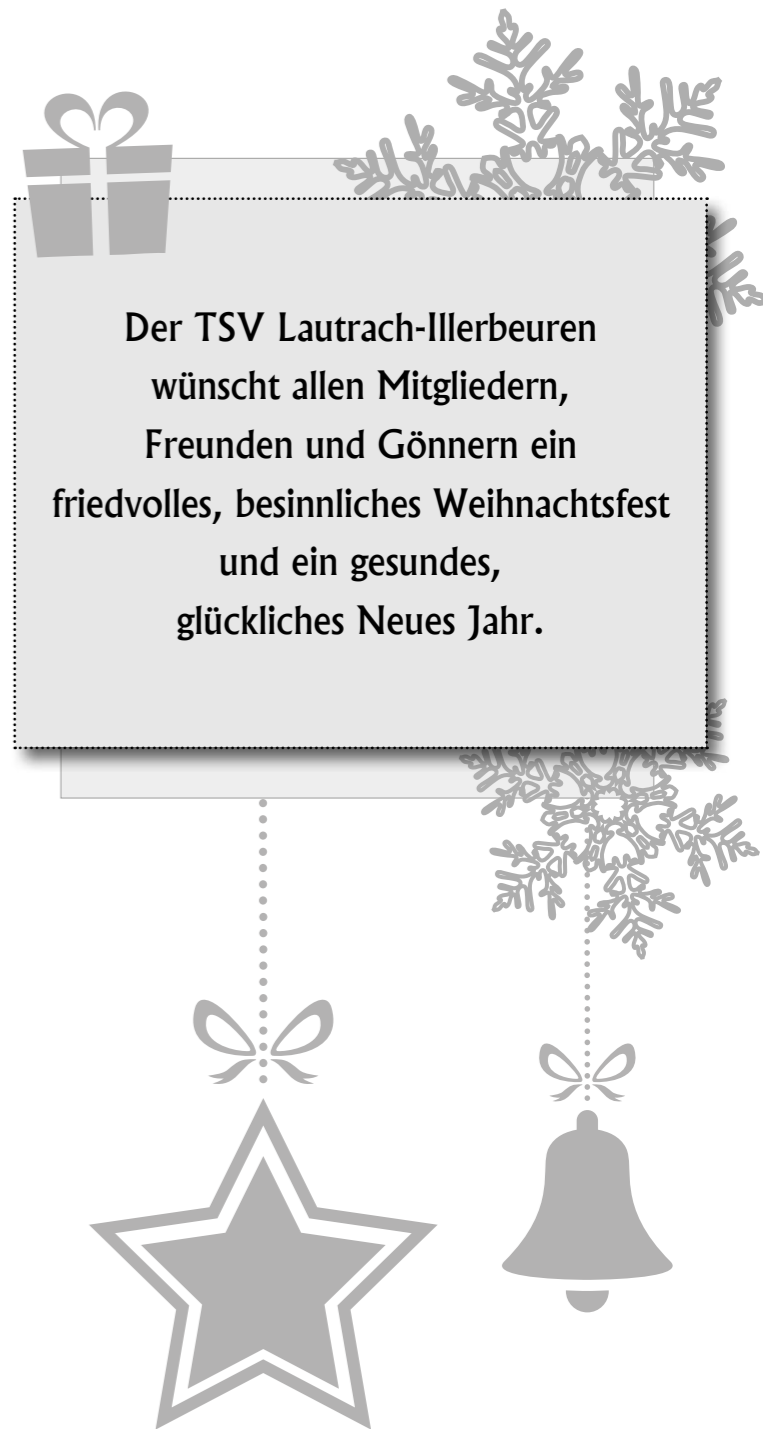 Der TSV Lautrach-Illerbeuren
wünscht allen Mitgliedern,
Freunden und Gönnern ein
friedvolles, besinnliches Weihnachtsfest
und ein gesundes,
glückliches Neues Jahr.